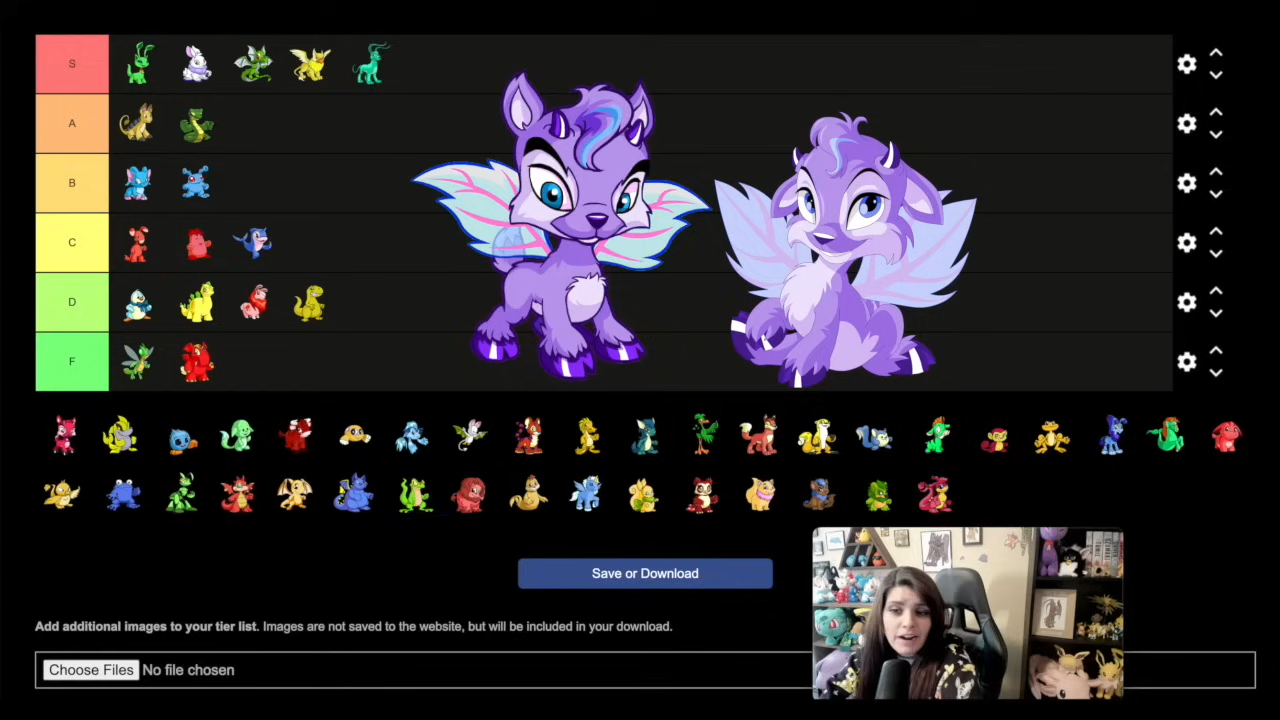 S
A
B
C
D
F
Save or Download
Add additional images to your tier list. Images are not saved to the website, but will be included in your download.
Choose Files No file chosen